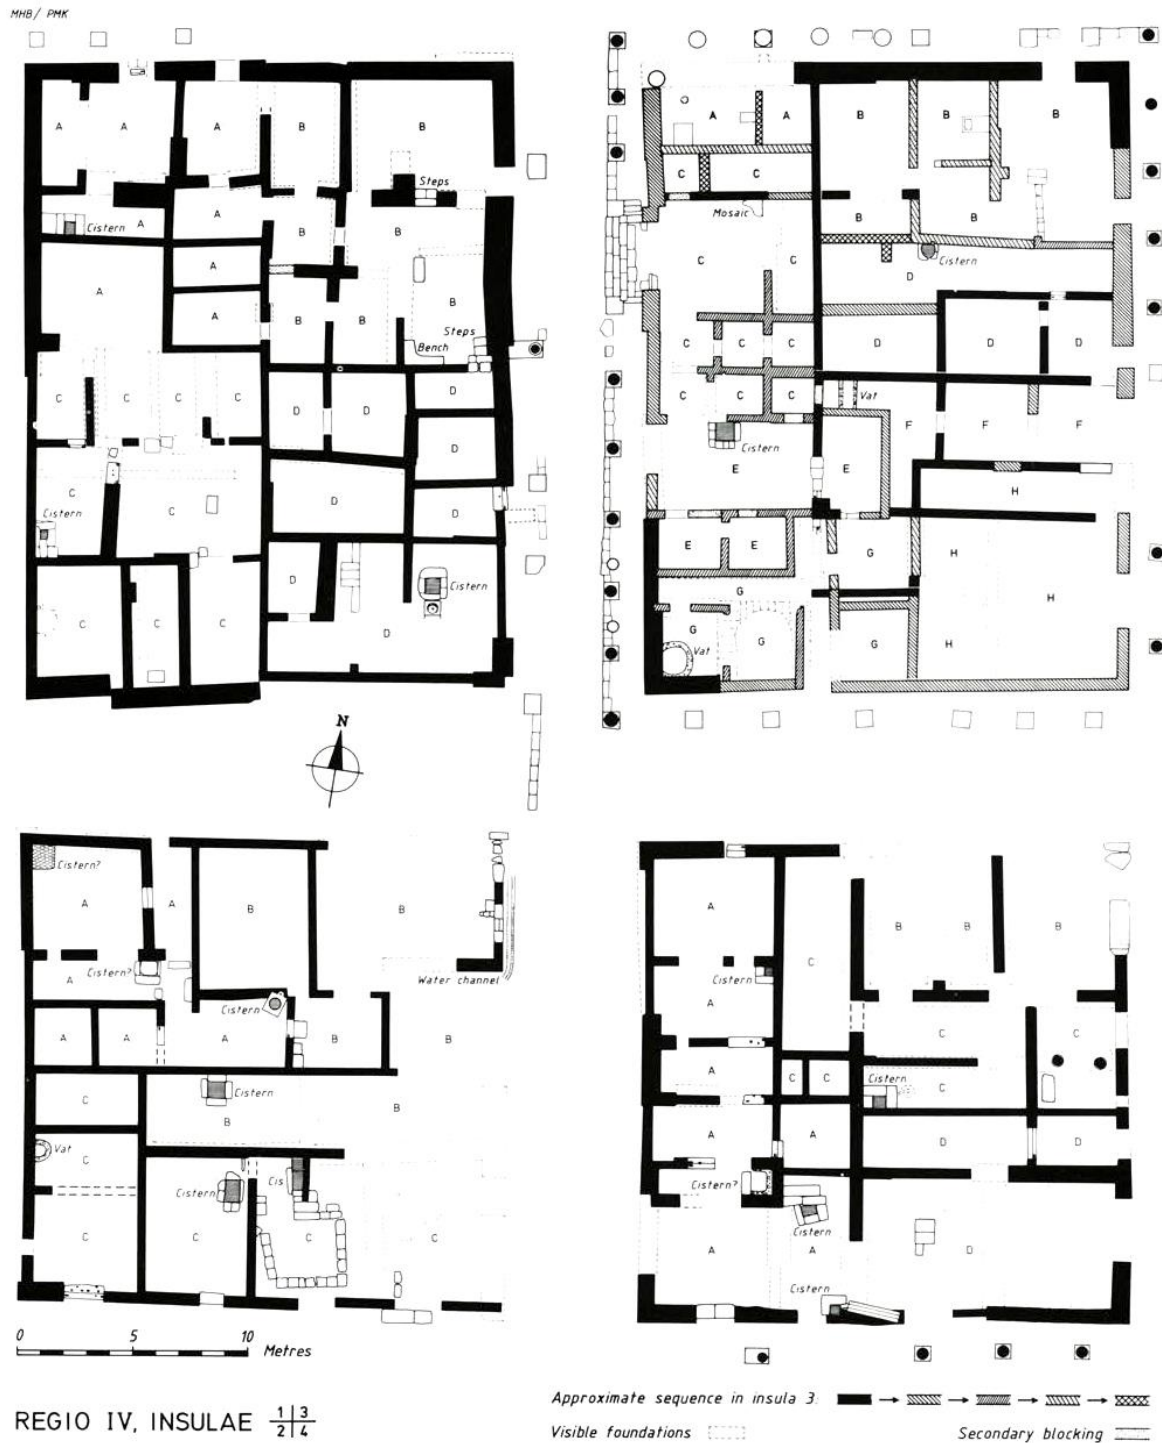 MHB/ PMK
A A A B B
Steps
Cistern A A B B
A A
B
A B B Steps
Bench
D
C C C C D D
D
C C D D
Cistern
D Cistern
C C C D
A A B B B
C C
Mosaic B B
C C Cistern
D
C C C D D
C C C Vat
F F F
Cistern
E E
H
E E G H
G H
G G Vat G H
N
Cistern?
A A B B
Cistern? Water channel
A Cistern
A A A B B
Cistern
C B B
Vat C
Cistern Cis
C C C C
A C B B B
Cistern
A C C
A C C Cistern C
A A D D
Cistern?
Cistern
A A D
Cistern
0 5 10
Metres
REGIO IV, INSULAE 1 3
2 4
Approximate sequence in insula 3:
Visible foundations Secondary blocking